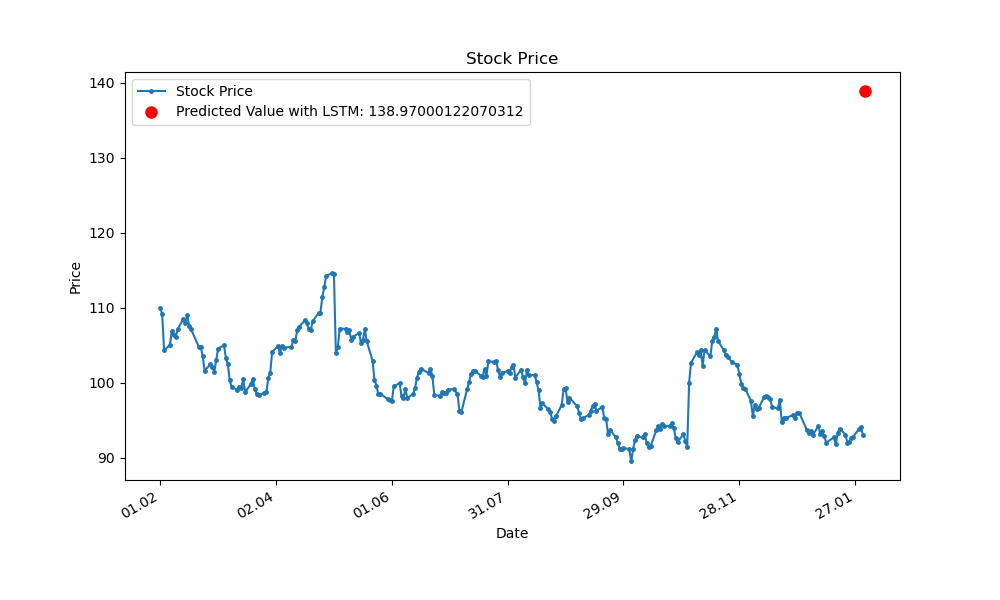 Stock Price
Stock Price
Predicted Value with LSTM: 138.97000122070312
140
130
120
110
100
90
Price
01.02
02.04
01.06
31.07
29.09
28.11
27.01
Date